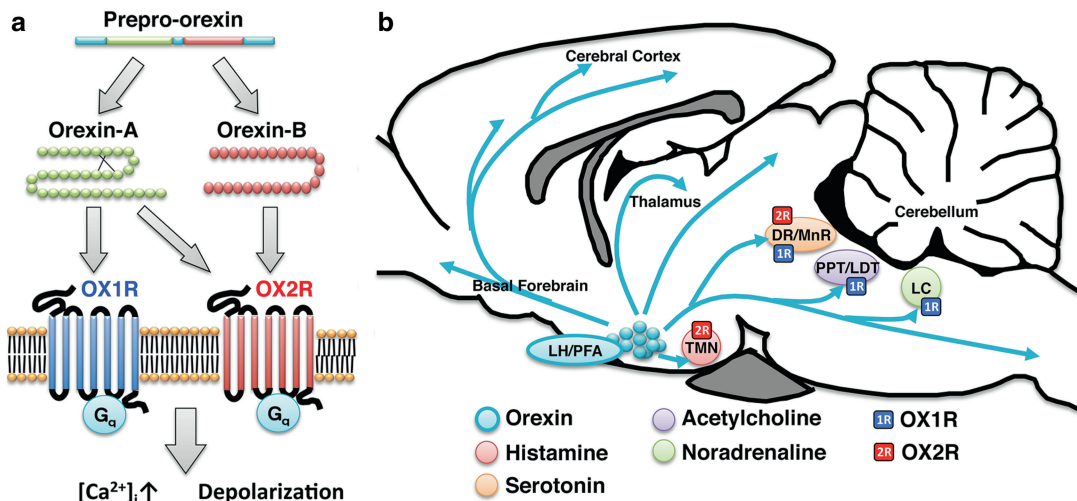 a
Prepro-orexin
Orexin-A
Orexin-B
OX1R
OX2R
Gq
Gq
[Ca²⁺]i↑
Depolarization
b
Cerebral Cortex
Thalamus
Cerebellum
2R
DR/MnR
1R
PPT/LDT
1R
LC
1R
Basal Forebrain
2R
TMN
LH/PFA
Orexin
Acetylcholine
1R OX1R
Histamine
Noradrenaline
2R OX2R
Serotonin